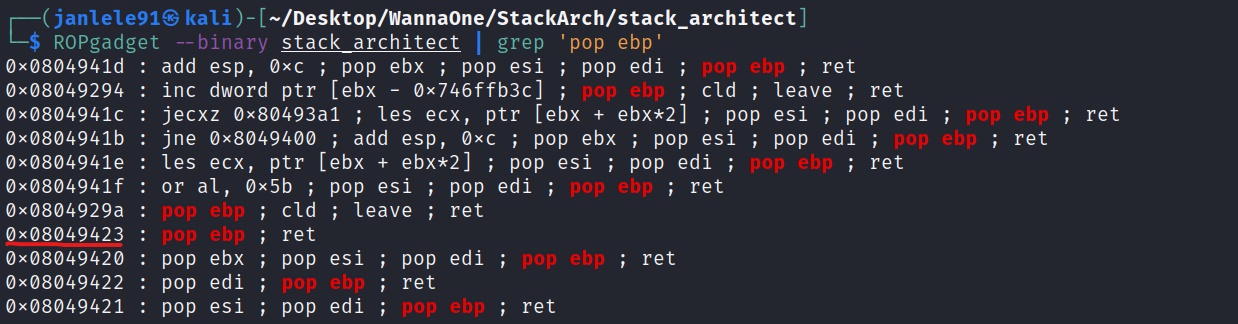 ┌──(janlele91㉿kali)-[~/Desktop/WannaOne/StackArch/stack_architect]
└─$ ROPgadget --binary stack_architect | grep 'pop ebp'
0×0804941d : add esp, 0×c ; pop ebx ; pop esi ; pop edi ; pop ebp ; ret
0×08049294 : inc dword ptr [ebx - 0×746ffb3c] ; pop ebp ; cld ; leave ; ret
0×0804941c : jecxz 0×80493a1 ; les ecx, ptr [ebx + ebx*2] ; pop esi ; pop edi ; pop ebp ; ret
0×0804941b : jne 0×8049400 ; add esp, 0×c ; pop ebx ; pop esi ; pop edi ; pop ebp ; ret
0×0804941e : les ecx, ptr [ebx + ebx*2] ; pop esi ; pop edi ; pop ebp ; ret
0×0804941f : or al, 0×5b ; pop esi ; pop edi ; pop ebp ; ret
0×0804929a : pop ebp ; cld ; leave ; ret
0×08049423 : pop ebp ; ret
0×08049420 : pop ebx ; pop esi ; pop edi ; pop ebp ; ret
0×08049422 : pop edi ; pop ebp ; ret
0×08049421 : pop esi ; pop edi ; pop ebp ; ret